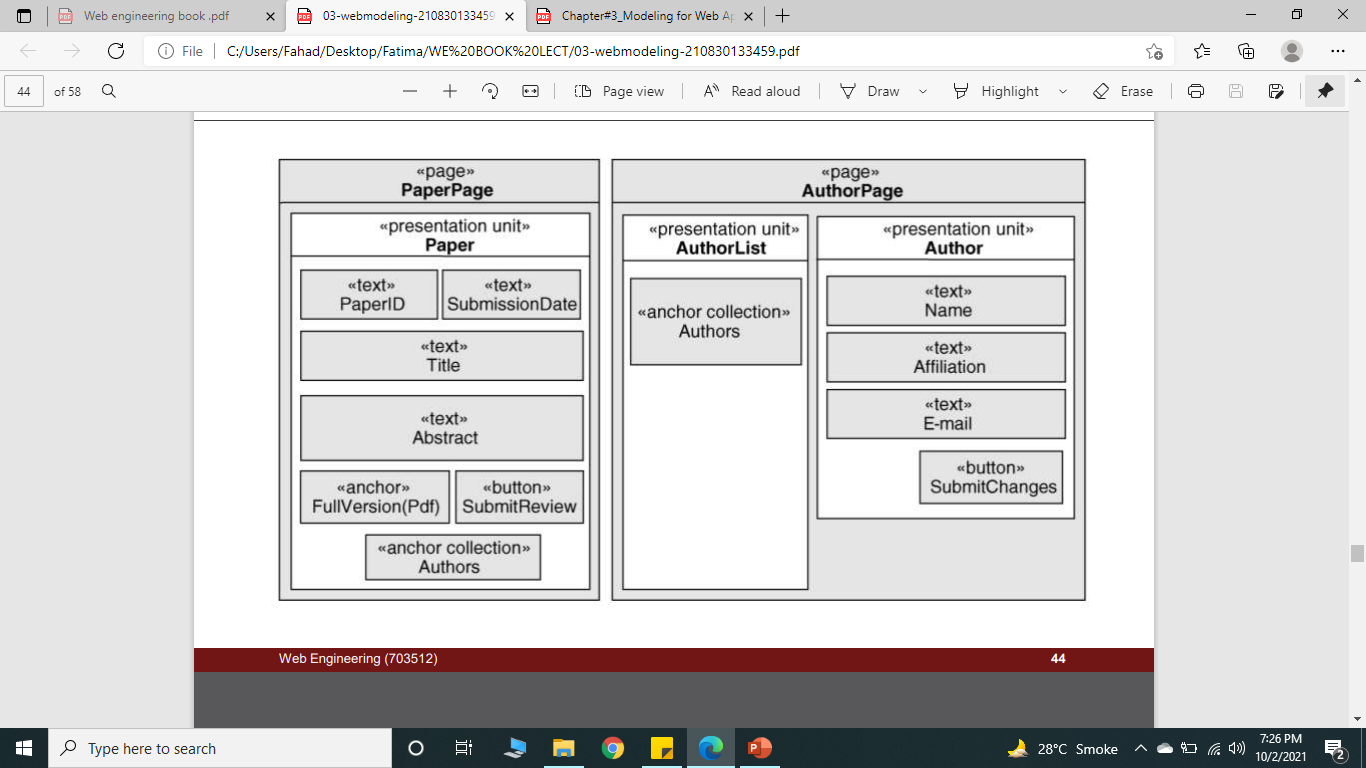 Web engineering book .pdf
03-webmodeling-210830133459
Chapter#3_Modeling for Web Ap
File
C:/Users/Fahad/Desktop/Fatima/WE%20BOOK%20LECT/03-webmodeling-210830133459.pdf
44 of 58
Page view
Read aloud
Draw
Highlight
Erase
«page»
PaperPage
«presentation unit»
Paper
«text»
PaperID
«text»
SubmissionDate
«text»
Title
«text»
Abstract
«anchor»
FullVersion(Pdf)
«button»
SubmitReview
«anchor collection»
Authors
«page»
AuthorPage
«presentation unit»
AuthorList
«anchor collection»
Authors
«presentation unit»
Author
«text»
Name
«text»
Affiliation
«text»
E-mail
«button»
SubmitChanges
Web Engineering (703512)
44
Type here to search
28°C Smoke
7:26 PM
10/2/2021
2